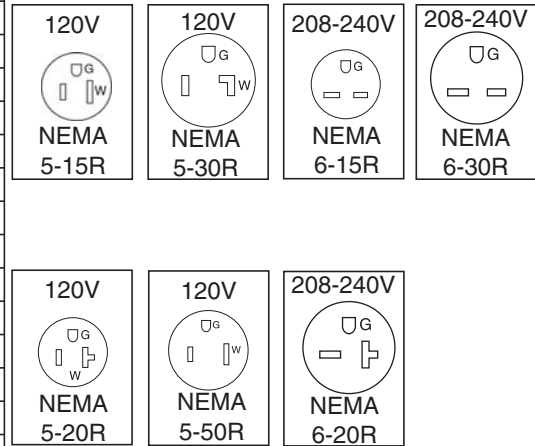 120V
G
W
NEMA
5-15R
120V
G
W
NEMA
5-30R
208-240V
G
NEMA
6-15R
208-240V
G
NEMA
6-30R
120V
G
W
NEMA
5-20R
120V
G
W
NEMA
5-50R
208-240V
G
NEMA
6-20R